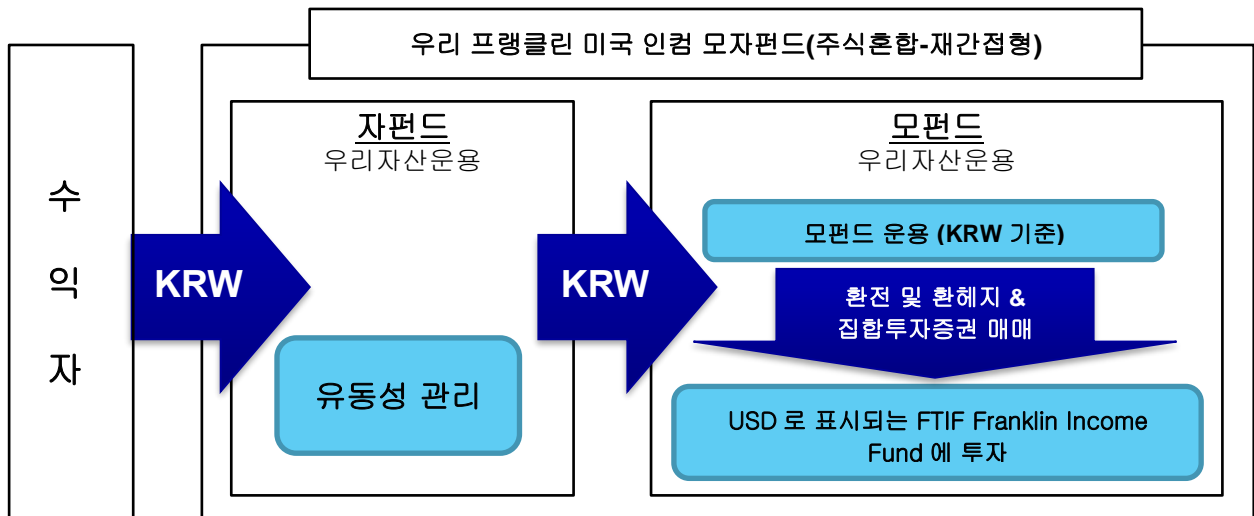 우리 프랭클린 미국 인컴 모자펀드(주식혼합-재간접형)
수
익
자
KRW
자펀드
우리자산운용
유동성 관리
KRW
모펀드
우리자산운용
모펀드 운용 (KRW 기준)
환전 및 환헤지 &
집합투자증권 매매
USD 로 표시되는 FTIF Franklin Income
Fund 에 투자